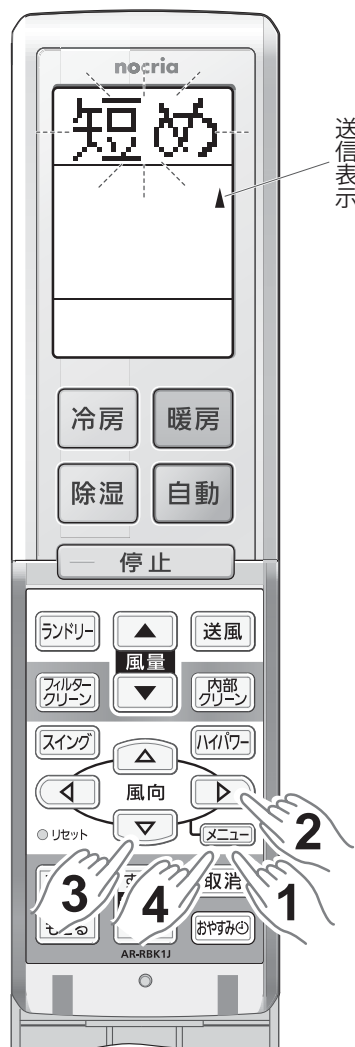 nocria
短め
送信表示
冷房
暖房
除湿
自動
停止
ランドリー
▲
送風
風量
フィルター
クリーン
▼
内部
クリーン
スイング
△
ハイパワー
◁
風向
▷
リセット
▽
メニュー
2
3
4
取消
1
おやすみ
AR-RBK1J